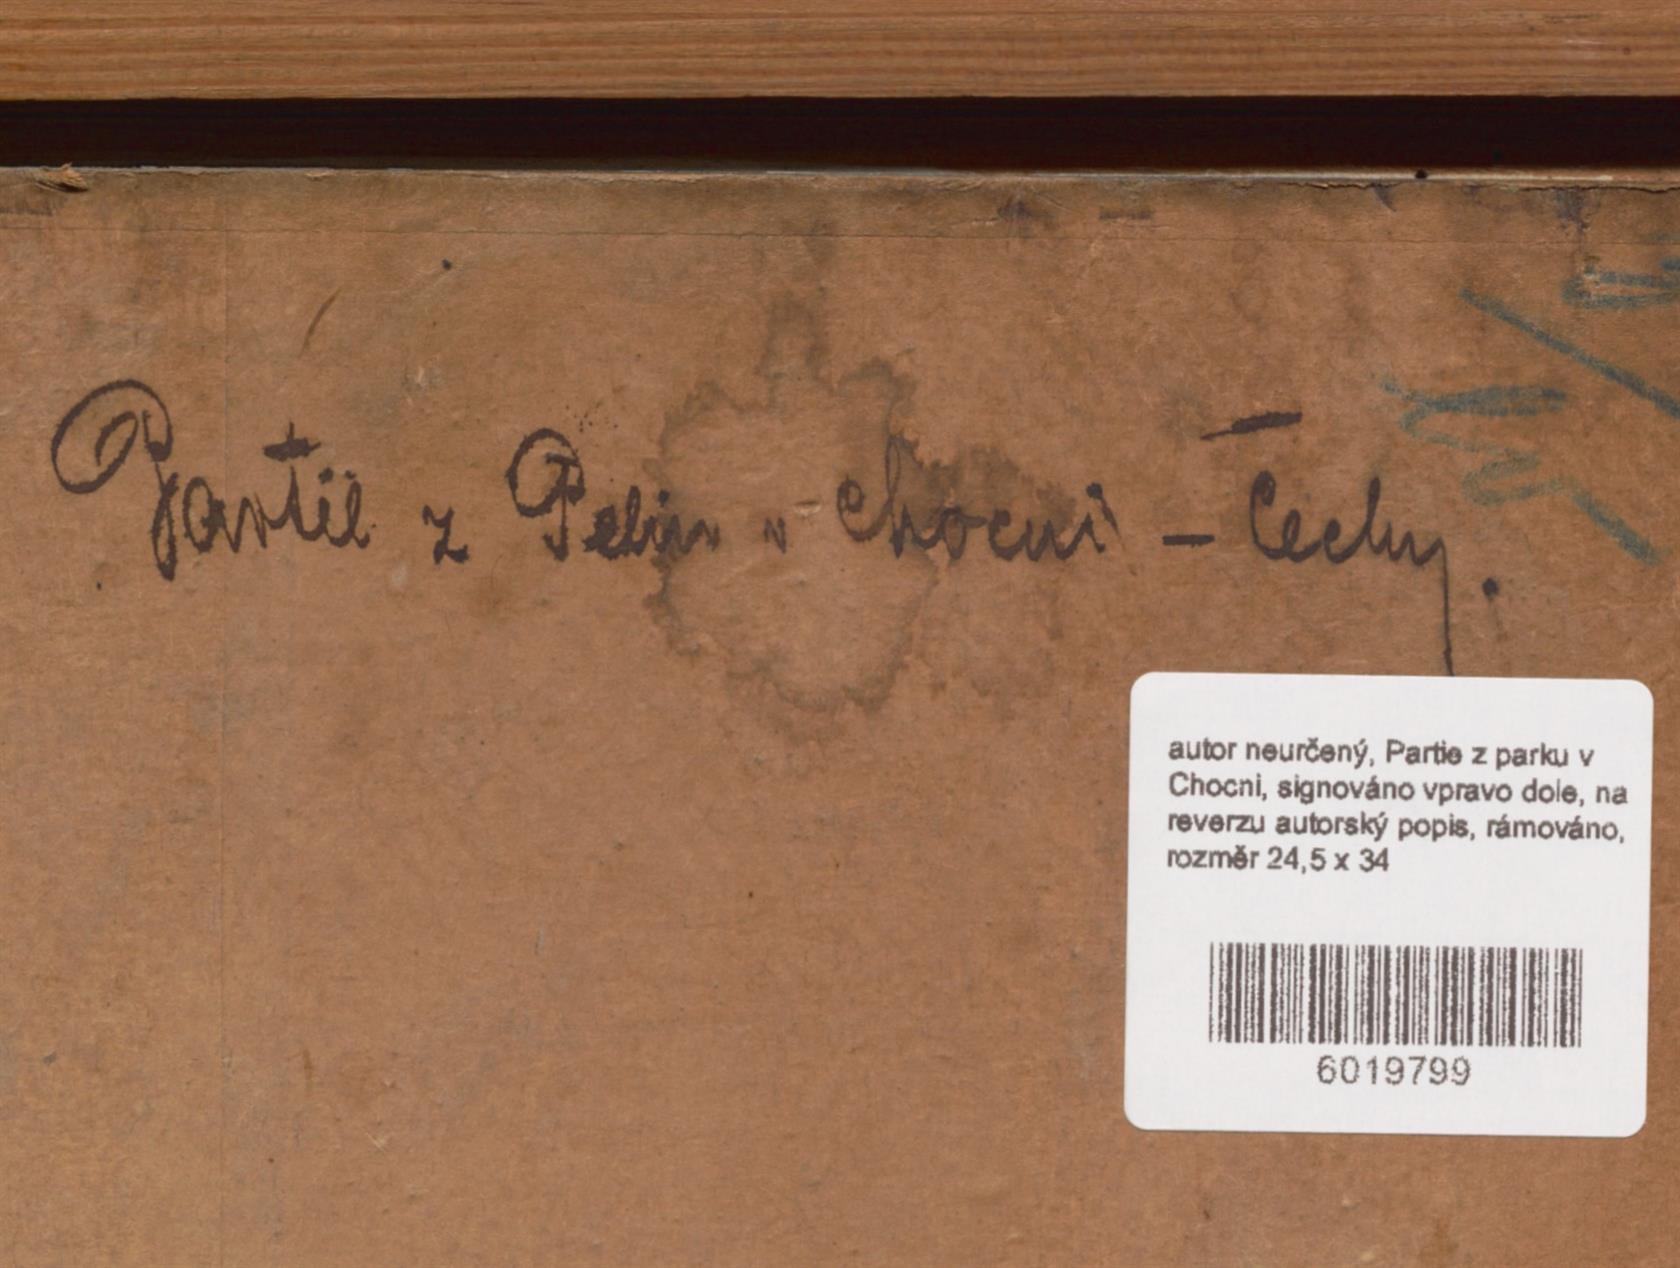 Partie z Pelin v Chocni – Čechy.
autor neurčený, Partie z parku v
Chocni, signováno vpravo dole, na
reverzu autorský popis, rámováno,
rozměr 24,5 x 34
6019799